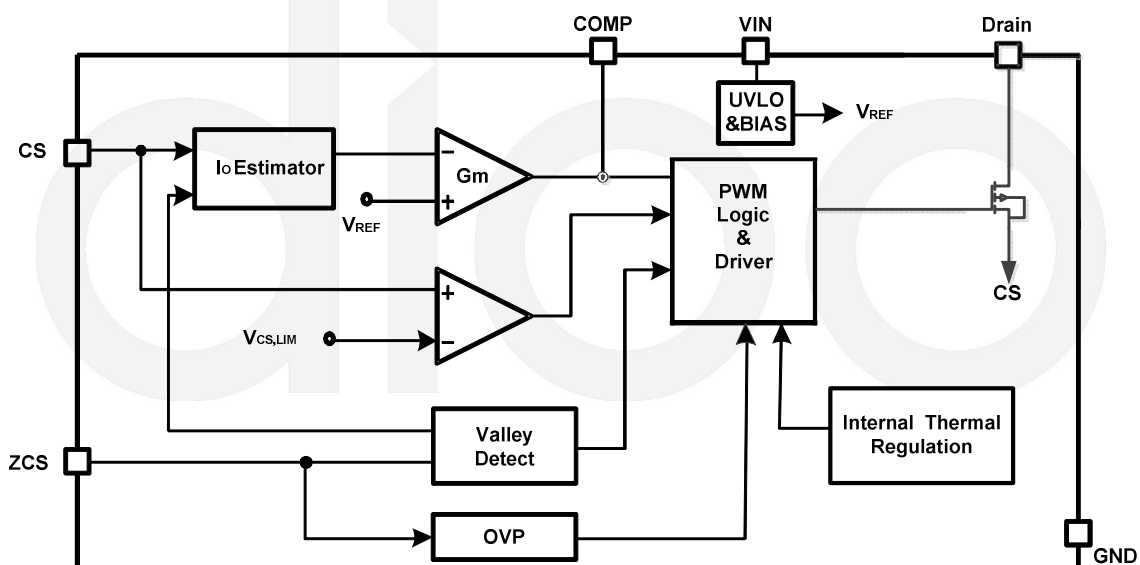 COMP
VIN
Drain
UVLO
&BIAS
VREF
CS
IO Estimator
−
Gm
+
VREF
PWM
Logic
&
Driver
+
−
VCS,LIM
CS
Valley
Detect
Internal Thermal
Regulation
ZCS
OVP
GND
dioo